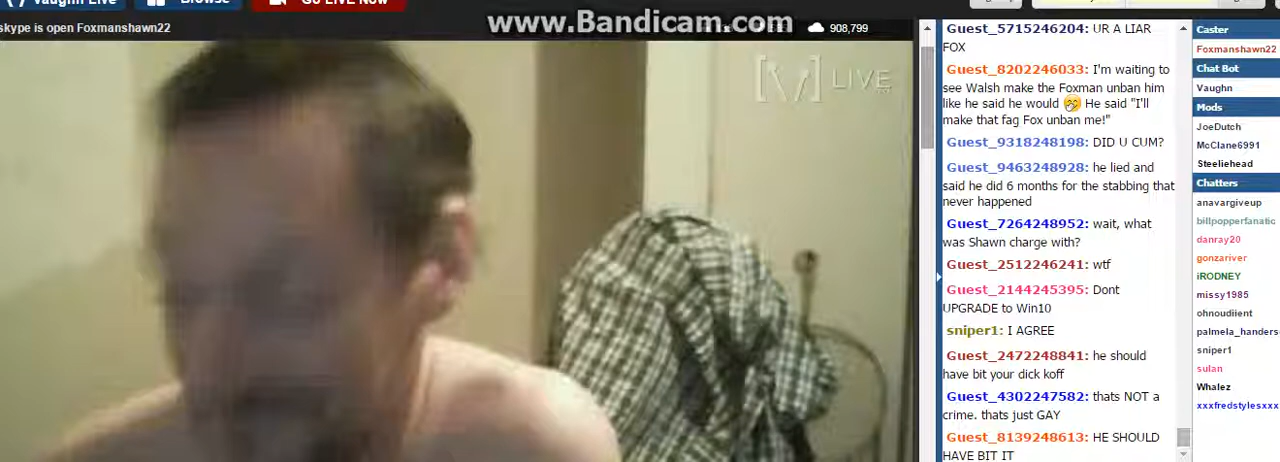 Vaughn Live
Browse
Go Live Now
www.Bandicam.com
skype is open Foxmanshawn22
908,799
LIVE
Guest_5715246204: UR A LIAR
FOX
Guest_8202246033: I'm waiting to
see Walsh make the Foxman unban him
like he said he would 🤭 He said "I'll
make that fag Fox unban me!"
Guest_9318248198: DID U CUM?
Guest_9463248928: he lied and
said he did 6 months for the stabbing that
never happened
Guest_7264248952: wait, what
was Shawn charge with?
Guest_2512246241: wtf
Guest_2144245395: Dont
UPGRADE to Win10
sniper1: I AGREE
Guest_2472248841: he should
have bit your dick koff
Guest_4302247582: thats NOT a
crime. thats just GAY
Guest_8139248613: HE SHOULD
HAVE BIT IT
Caster
Foxmanshawn22
Chat Bot
Vaughn
Mods
JoeDutch
McClane6991
Steeliehead
Chatters
anavargiveup
billpopperfanatic
danray20
gonzariver
iRODNEY
missy1985
ohnoudiient
palmela_handers
sniper1
sulan
Whalez
xxxfredstylesxxx